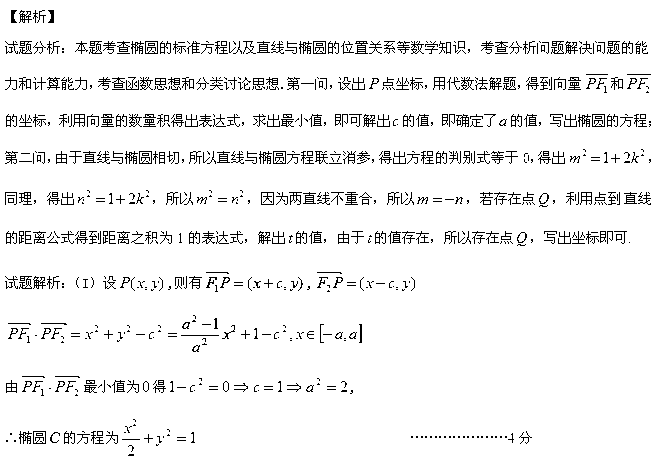 【解析】
试题分析：本题考查椭圆的标准方程以及直线与椭圆的位置关系等数学知识，考查分析问题解决问题的能
力和计算能力，考查函数思想和分类讨论思想.第一问，设出 P 点坐标，用代数法解题，得到向量 $\overrightarrow{PF_1}$ 和 $\overrightarrow{PF_2}$
的坐标，利用向量的数量积得出表达式，求出最小值，即可解出 c 的值，即确定了 a 的值，写出椭圆的方程；
第二问，由于直线与椭圆相切，所以直线与椭圆方程联立消参，得出方程的判别式等于 0，得出 $m^2=1+2k^2$，
同理，得出 $n^2=1+2k^2$，所以 $m^2=n^2$，因为两直线不重合，所以 $m=-n$，若存在点 Q，利用点到直线
的距离公式得到距离之积为 1 的表达式，解出 t 的值，由于 t 的值存在，所以存在点 Q，写出坐标即可.
试题解析：（I）设 $P(x,y)$,则有 $\overrightarrow{F_1P}=(x+c,y)$, $\overrightarrow{F_2P}=(x-c,y)$
$\overrightarrow{PF_1}\cdot\overrightarrow{PF_2}=x^2+y^2-c^2=\frac{a^2-1}{a^2}x^2+1-c^2,x\in[-a,a]$
由 $\overrightarrow{PF_1}\cdot\overrightarrow{PF_2}$ 最小值为 0 得 $1-c^2=0\Rightarrow c=1\Rightarrow a^2=2$,
∴椭圆 C 的方程为 $\frac{x^2}{2}+y^2=1$ …………………4 分